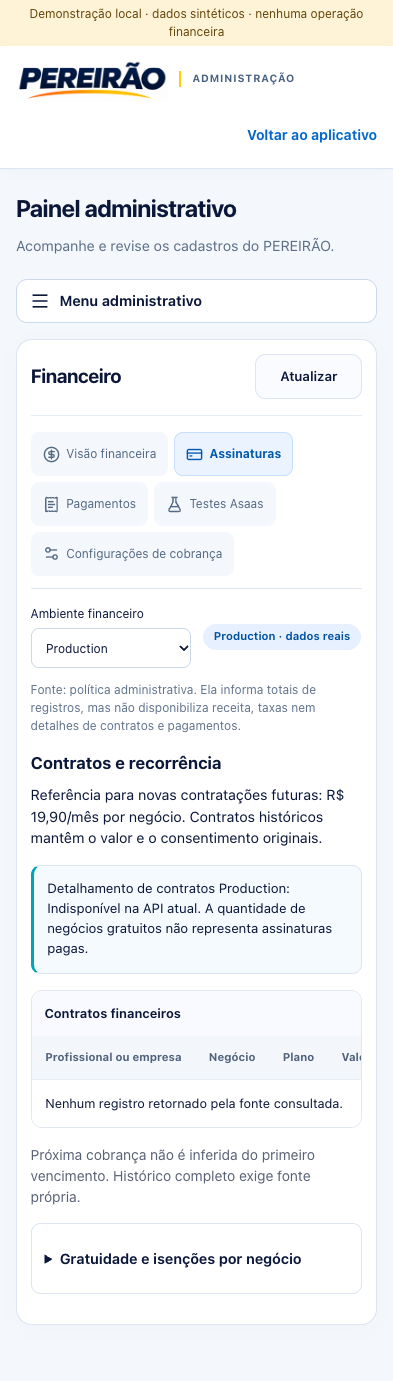 Demonstração local · dados sintéticos · nenhuma operação
financeira
PEREIRÃO
ADMINISTRAÇÃO
Voltar ao aplicativo
Painel administrativo
Acompanhe e revise os cadastros do PEREIRÃO.
Menu administrativo
Financeiro
Atualizar
Visão financeira
Assinaturas
Pagamentos
Testes Asaas
Configurações de cobrança
Ambiente financeiro
Production
Production · dados reais
Fonte: política administrativa. Ela informa totais de
registros, mas não disponibiliza receita, taxas nem
detalhes de contratos e pagamentos.
Contratos e recorrência
Referência para novas contratações futuras: R$
19,90/mês por negócio. Contratos históricos
mantêm o valor e o consentimento originais.
Detalhamento de contratos Production:
Indisponível na API atual. A quantidade de
negócios gratuitos não representa assinaturas
pagas.
Contratos financeiros
Profissional ou empresa Negócio Plano
Nenhum registro retornado pela fonte consultada.
Próxima cobrança não é inferida do primeiro
vencimento. Histórico completo exige fonte
própria.
Gratuidade e isenções por negócio